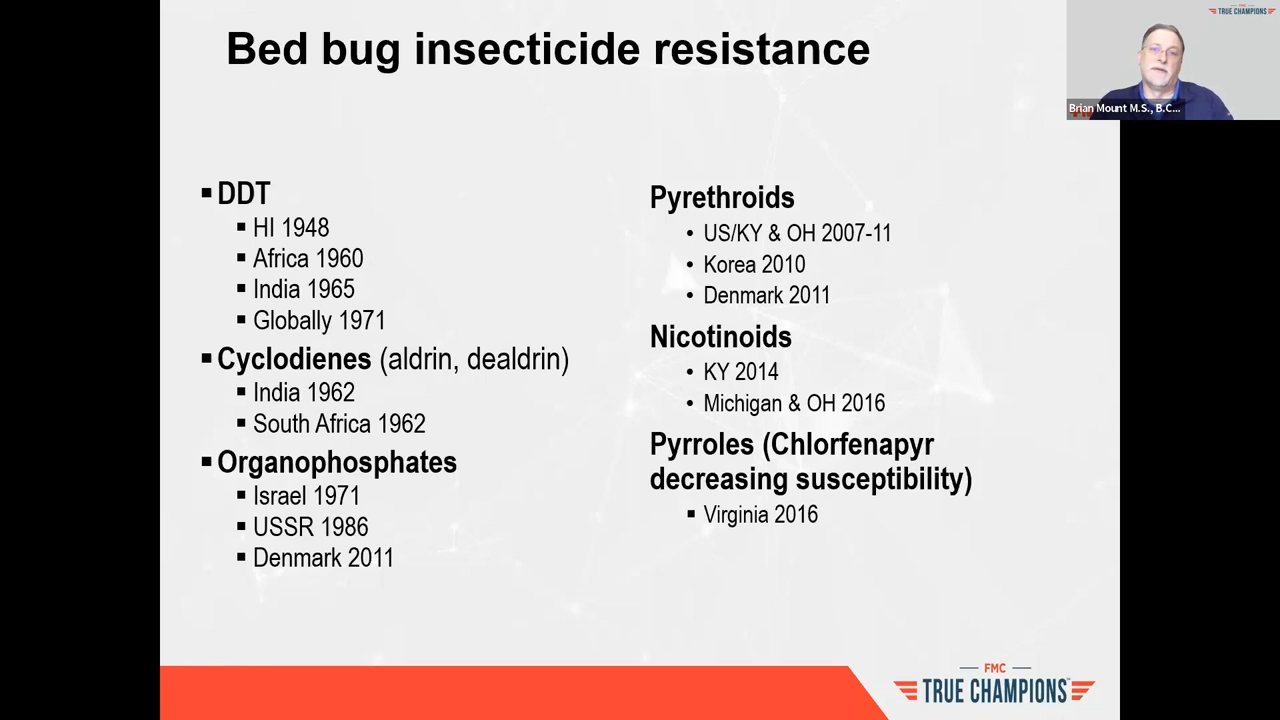 Bed bug insecticide resistance
▪ DDT
▪ HI 1948
▪ Africa 1960
▪ India 1965
▪ Globally 1971
▪ Cyclodienes (aldrin, dealdrin)
▪ India 1962
▪ South Africa 1962
▪ Organophosphates
▪ Israel 1971
▪ USSR 1986
▪ Denmark 2011
Pyrethroids
• US/KY & OH 2007-11
• Korea 2010
• Denmark 2011
Nicotinoids
• KY 2014
• Michigan & OH 2016
Pyrroles (Chlorfenapyr
decreasing susceptibility)
▪ Virginia 2016
FMC
TRUE CHAMPIONS™
TRUE CHAMPIONS
Brian Mount M.S., B.C...